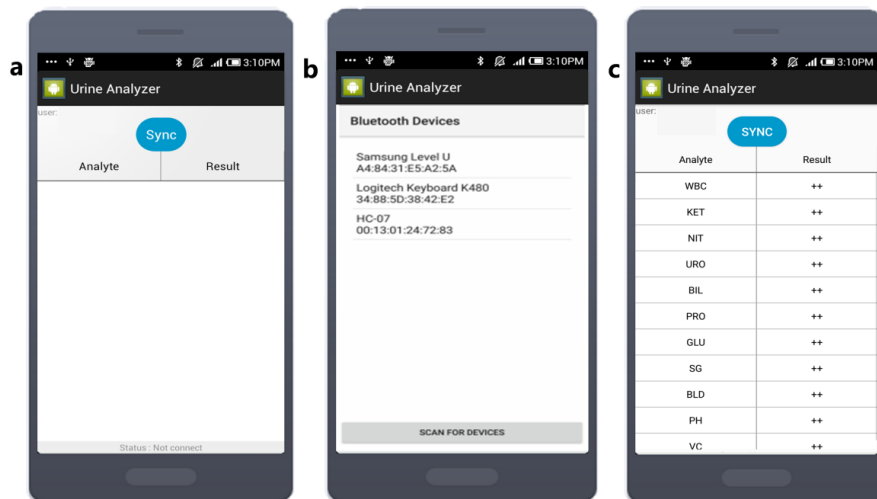 a
3:10PM
Urine Analyzer
user:
Sync
Analyte Result
Status : Not connect
b
3:10PM
Urine Analyzer
Bluetooth Devices
Samsung Level U
A4:84:31:E5:A2:5A
Logitech Keyboard K480
34:88:5D:38:42:E2
HC-07
00:13:01:24:72:83
SCAN FOR DEVICES
c
3:10PM
Urine Analyzer
user:
SYNC
Analyte Result
WBC ++
KET ++
NIT ++
URO ++
BIL ++
PRO ++
GLU ++
SG ++
BLD ++
PH ++
VC ++